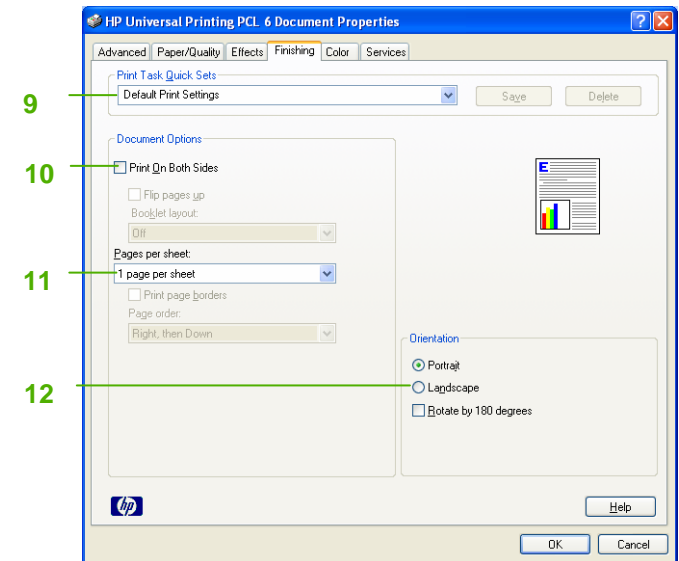 HP Universal Printing PCL 6 Document Properties
Advanced Paper/Quality Effects Finishing Color Services
Print Task Quick Sets
9
Default Print Settings
Save
Delete
Document Options
10
Print On Both Sides
Flip pages up
Booklet layout:
Off
Pages per sheet:
11
1 page per sheet
Print page borders
Page order:
Right, then Down
E
Orientation
Portrait
12
Landscape
Rotate by 180 degrees
hp
Help
OK
Cancel